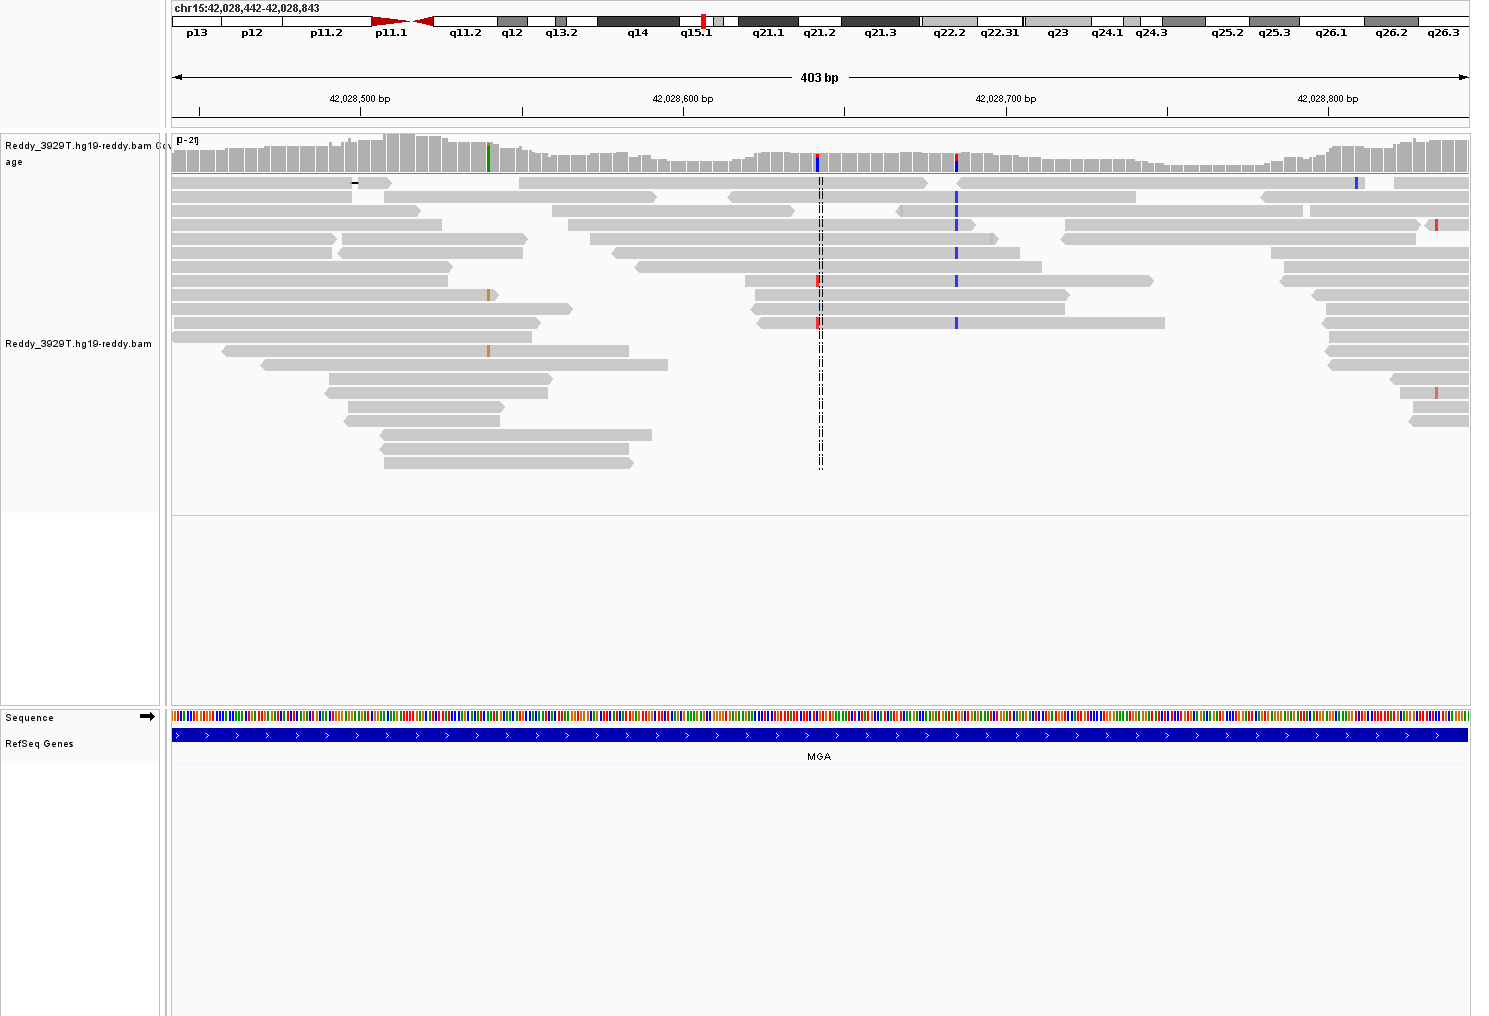 chr15:42,028,442-42,028,843
p13 p12 p11.2 p11.1 q11.2 q12 q13.2 q14 q15.1 q21.1 q21.2 q21.3 q22.2 q22.31 q23 q24.1 q24.3 q25.2 q25.3 q26.1 q26.2 q26.3
403 bp
42,028,500 bp 42,028,600 bp 42,028,700 bp 42,028,800 bp
[0 - 21]
Reddy_3929T.hg19-reddy.bam Cov
age
Reddy_3929T.hg19-reddy.bam
Sequence
RefSeq Genes
MGA